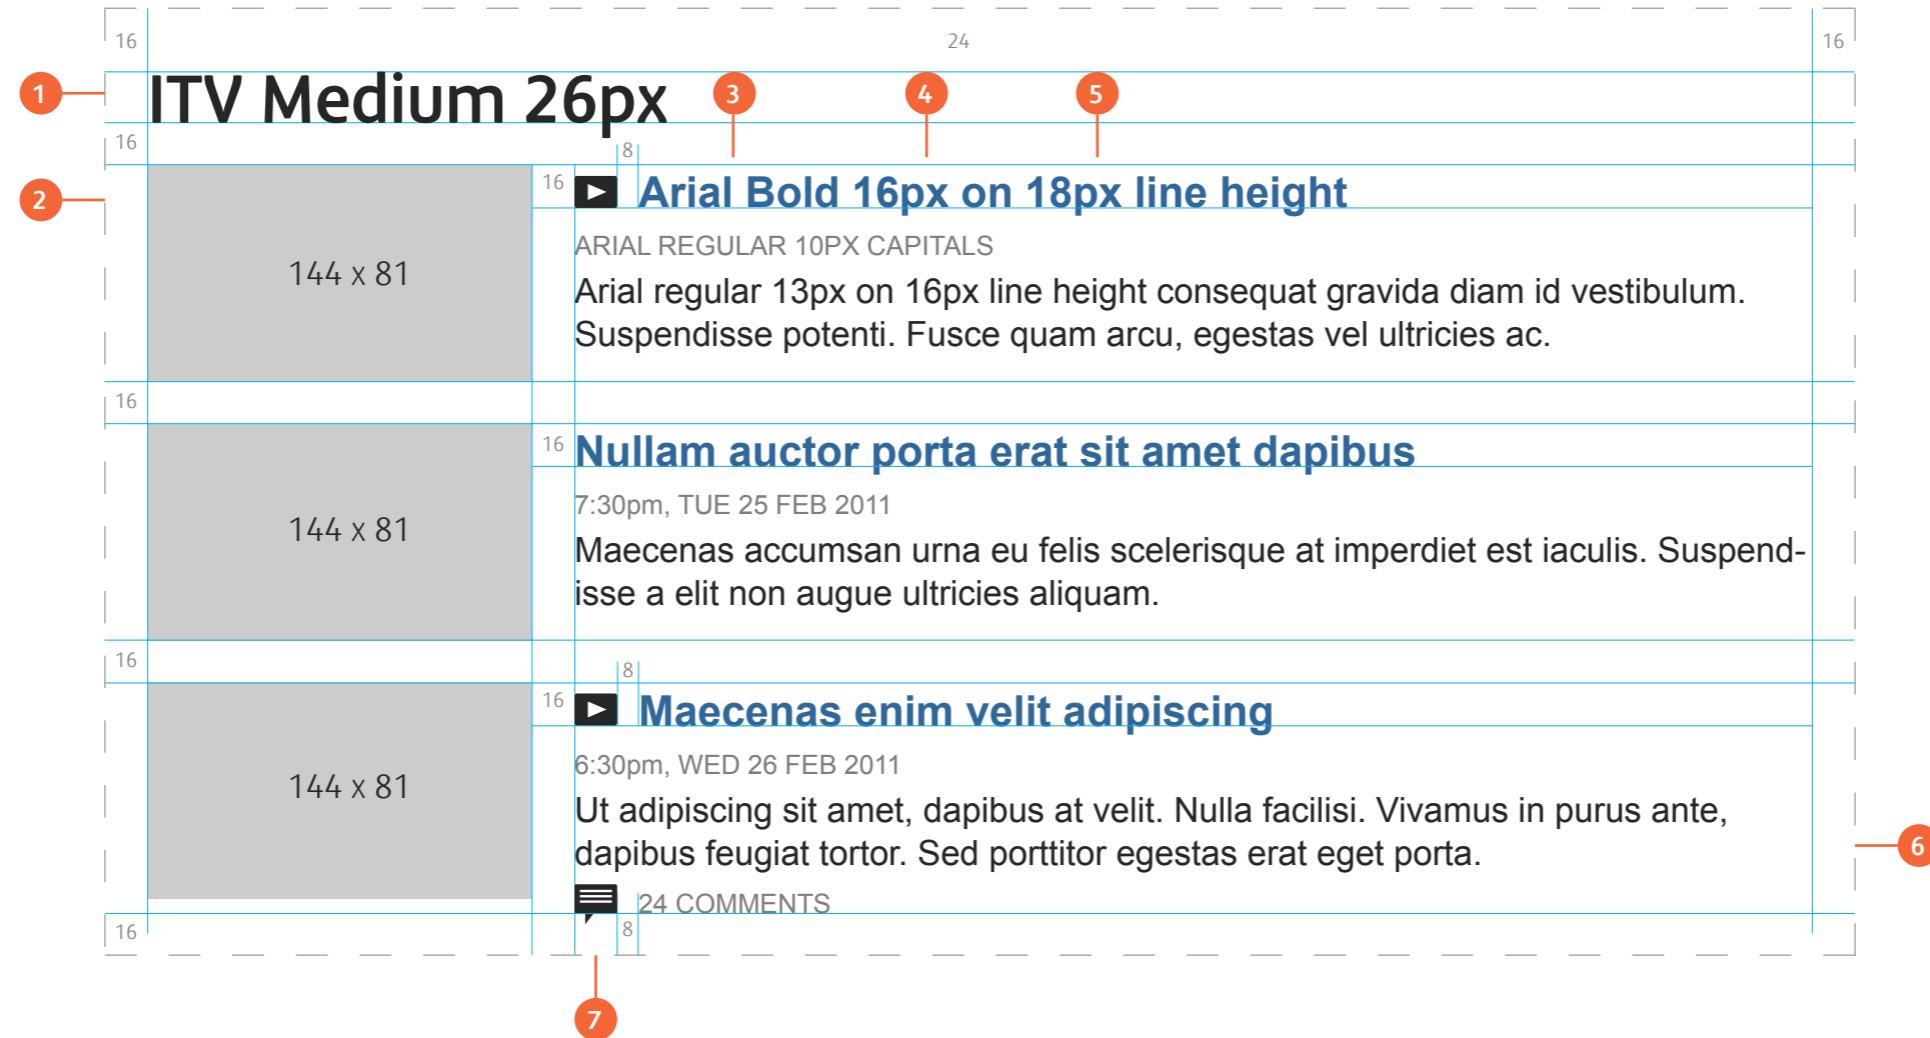 16 24 16
1 ITV Medium 26px 3 4 5
16 8
2 16 Arial Bold 16px on 18px line height
ARIAL REGULAR 10PX CAPITALS
144 x 81
Arial regular 13px on 16px line height consequat gravida diam id vestibulum.
Suspendisse potenti. Fusce quam arcu, egestas vel ultricies ac.
16
16 Nullam auctor porta erat sit amet dapibus
7:30pm, TUE 25 FEB 2011
144 x 81
Maecenas accumsan urna eu felis scelerisque at imperdiet est iaculis. Suspend-
isse a elit non augue ultricies aliquam.
16 8
16 Maecenas enim velit adipiscing
6:30pm, WED 26 FEB 2011
144 x 81
Ut adipiscing sit amet, dapibus at velit. Nulla facilisi. Vivamus in purus ante,
dapibus feugiat tortor. Sed porttitor egestas erat eget porta.
6
24 COMMENTS
16 8
7